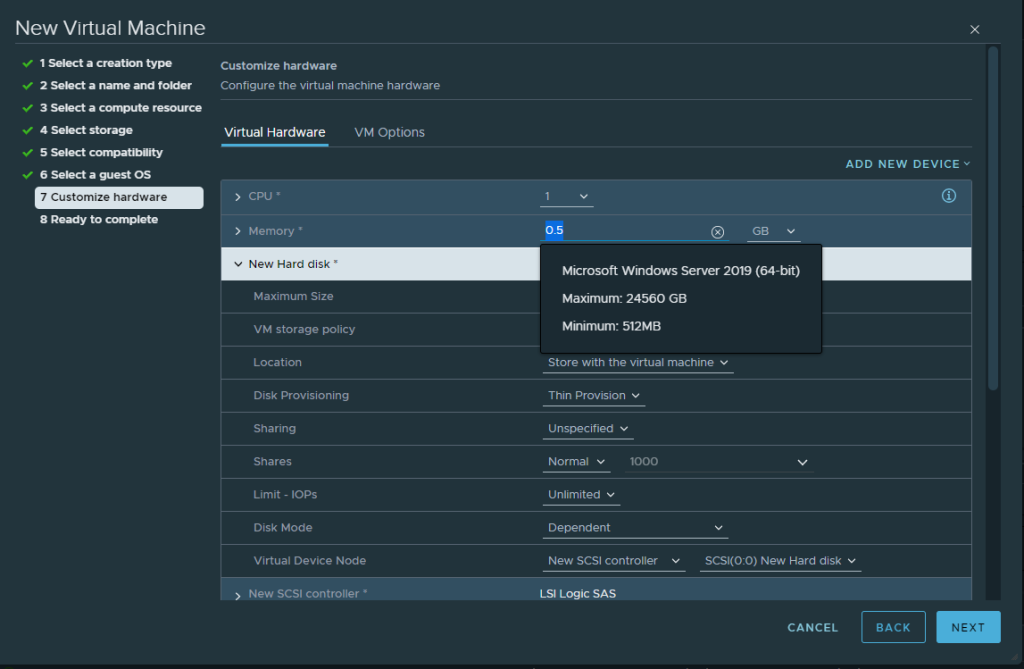 New Virtual Machine
1 Select a creation type
2 Select a name and folder
3 Select a compute resource
4 Select storage
5 Select compatibility
6 Select a guest OS
7 Customize hardware
8 Ready to complete
Customize hardware
Configure the virtual machine hardware
Virtual Hardware VM Options
ADD NEW DEVICE
CPU * 1
Memory * 0.5 GB
New Hard disk *
Microsoft Windows Server 2019 (64-bit)
Maximum: 24560 GB
Minimum: 512MB
Maximum Size
VM storage policy
Location Store with the virtual machine
Disk Provisioning Thin Provision
Sharing Unspecified
Shares Normal 1000
Limit - IOPs Unlimited
Disk Mode Dependent
Virtual Device Node New SCSI controller SCSI(0:0) New Hard disk
New SCSI controller * LSI Logic SAS
CANCEL BACK NEXT